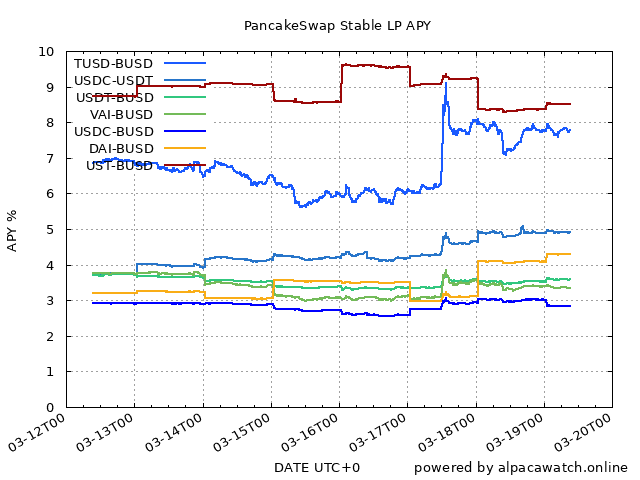 PancakeSwap Stable LP APY
10
9
8
7
6
5
4
3
2
1
0
APY %
TUSD-BUSD
USDC-USDT
USDT-BUSD
VAI-BUSD
USDC-BUSD
DAI-BUSD
UST-BUSD
03-12T00
03-13T00
03-14T00
03-15T00
03-16T00
03-17T00
03-18T00
03-19T00
03-20T00
DATE UTC+0
powered by alpacawatch.online